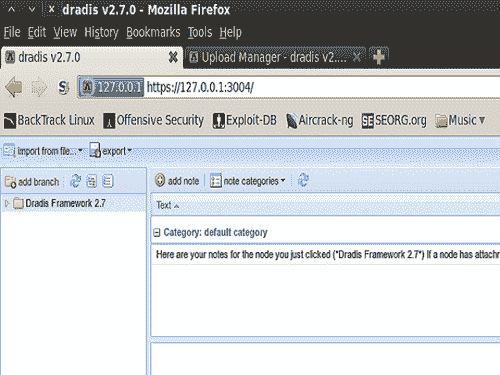 dradis v2.7.0 - Mozilla Firefox
File Edit View History Bookmarks Tools Help
dradis v2.7.0 Upload Manager - dradis v2....
127.0.0.1 https://127.0.0.1:3004/
BackTrack Linux Offensive Security Exploit-DB Aircrack-ng SEORG.org Music
import from file... export
add branch add note note categories
Dradis Framework 2.7 Text
Category: default category
Here are your notes for the node you just clicked ("Dradis Framework 2.7") If a node has attachm